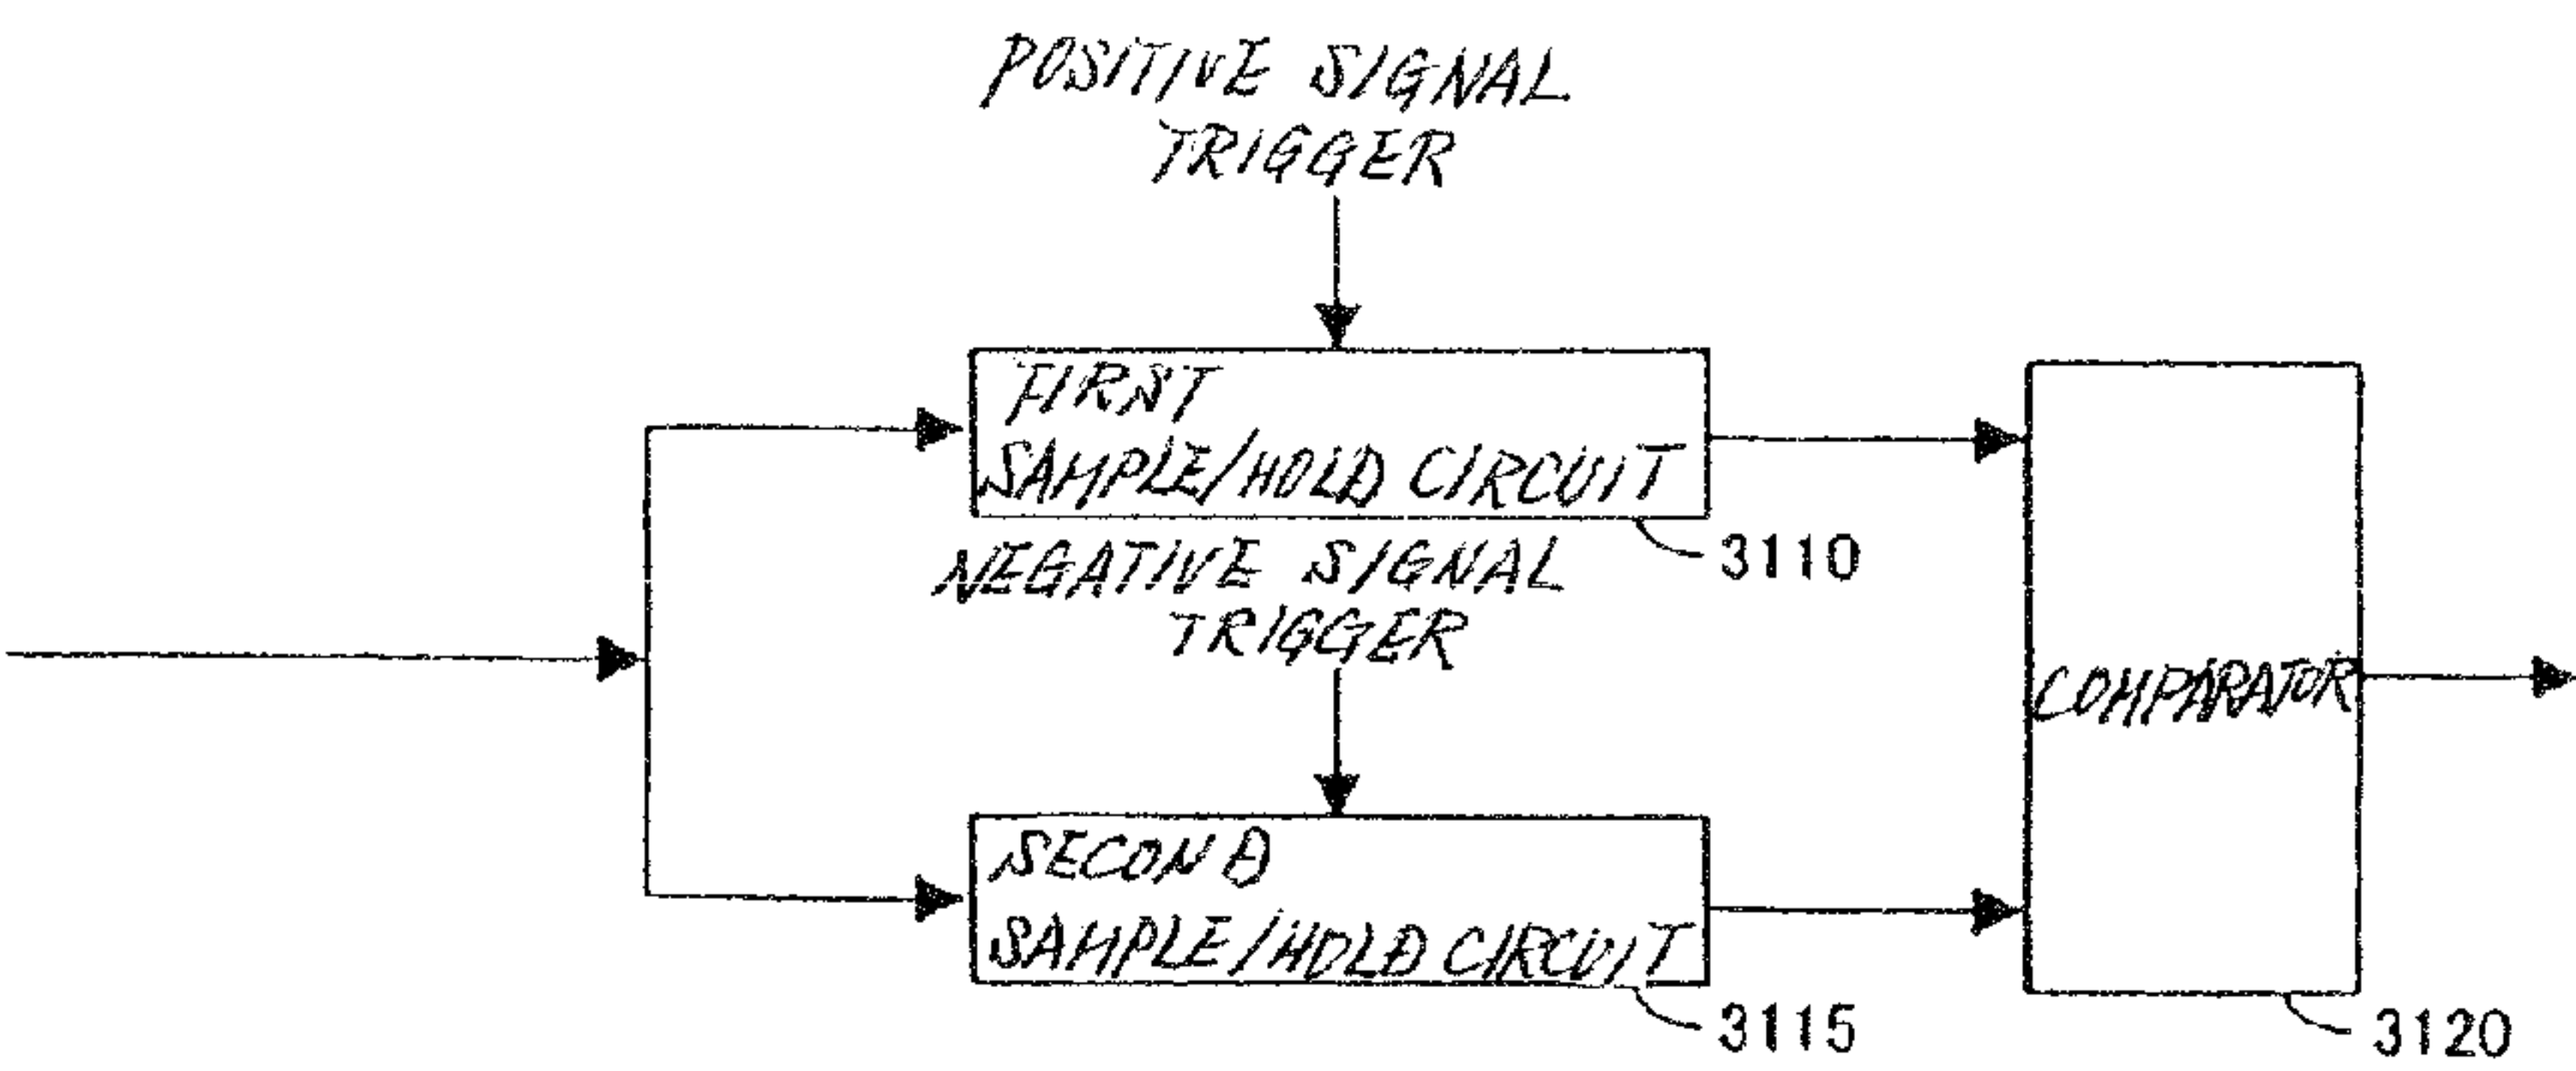 POSITIVE SIGNAL
TRIGGER
FIRST
SAMPLE/HOLD CIRCUIT
3110
NEGATIVE SIGNAL
TRIGGER
COMPARATOR
SECOND
SAMPLE/HOLD CIRCUIT
3115
3120